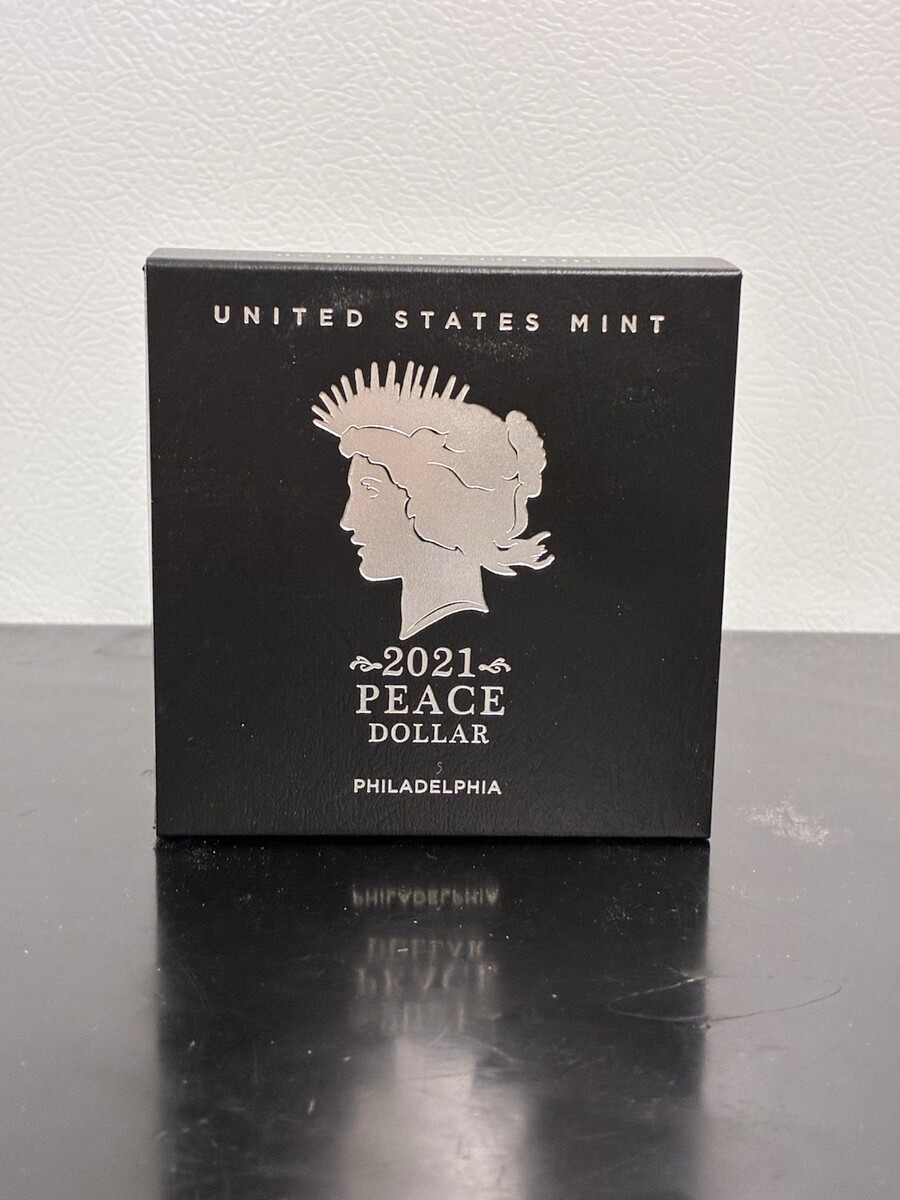 UNITED STATES MINT
2021
PEACE
DOLLAR
PHILADELPHIA